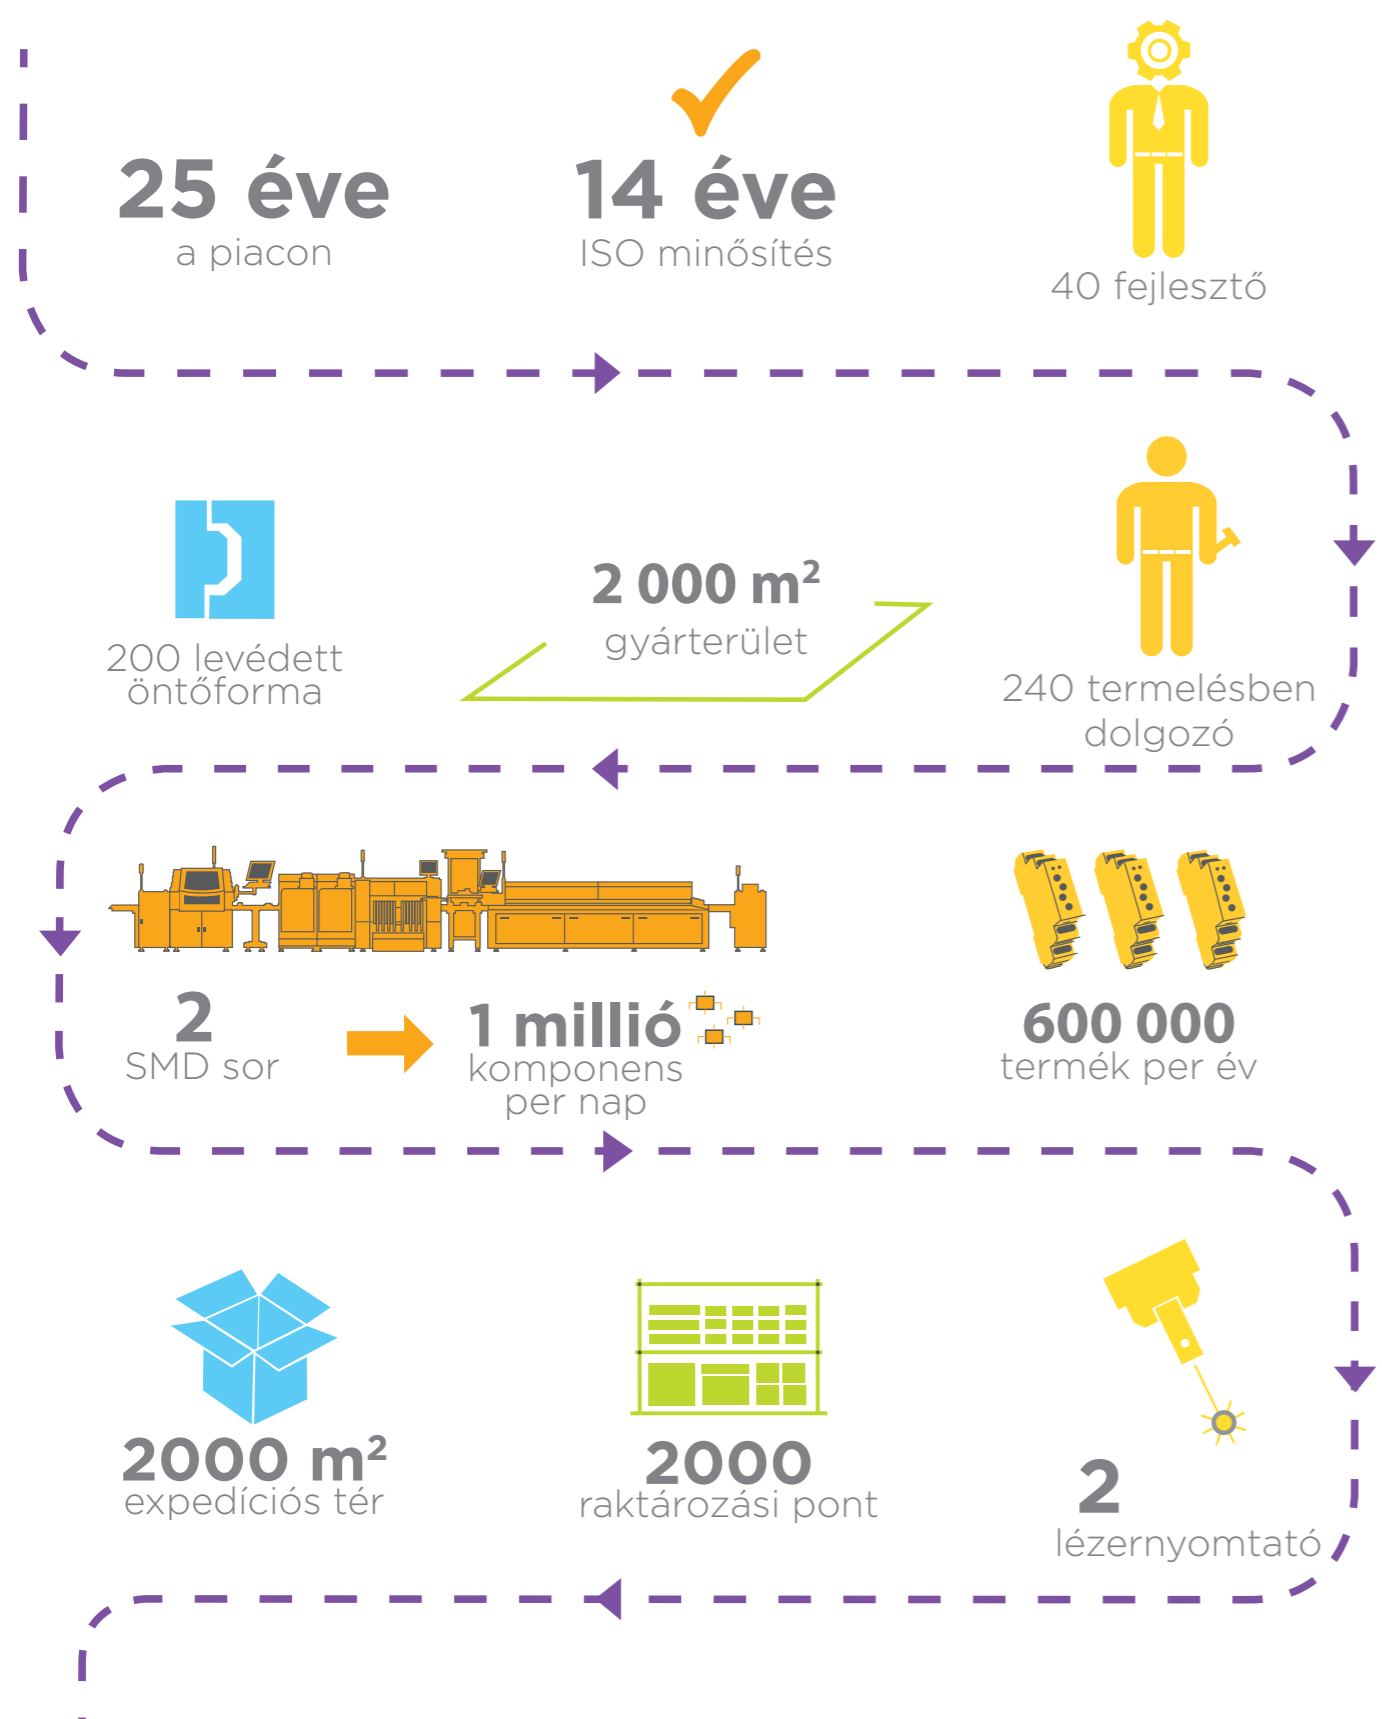 25 éve
a piacon
14 éve
ISO minősítés
40 fejlesztő
200 levédett
öntőforma
2 000 m²
gyárterület
240 termelésben
dolgozó
2
SMD sor
1 millió
komponens
per nap
600 000
termék per év
2000 m²
expedíciós tér
2000
raktározási pont
2
lézernyomtató